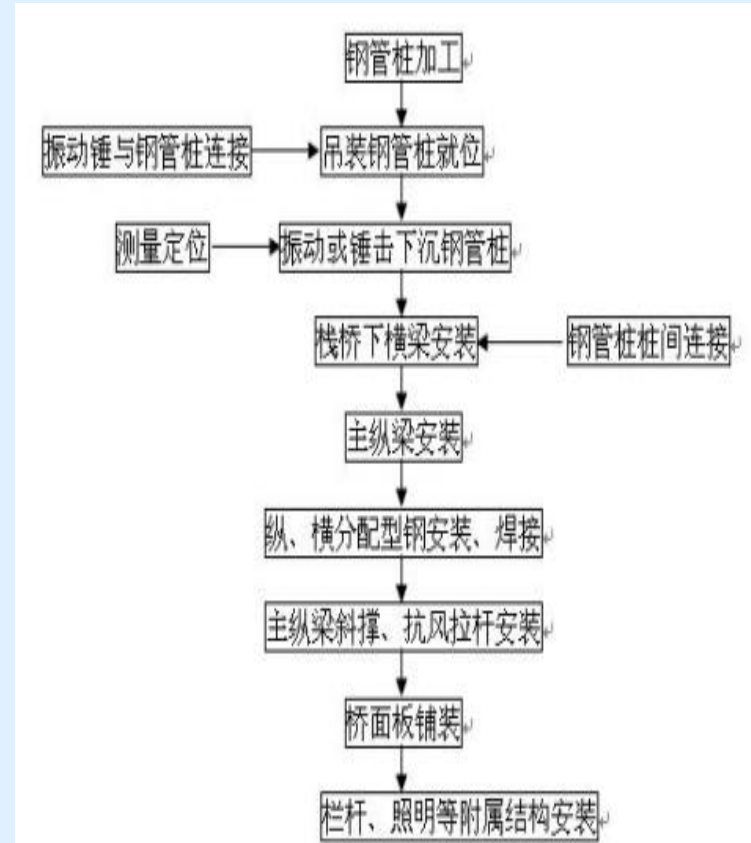 钢管桩加工
振动锤与钢管桩连接
吊装钢管桩就位
测量定位
振动或锤击下沉钢管桩
栈桥下横梁安装
钢管桩桩间连接
主纵梁安装
纵、横分配型钢安装、焊接
主纵梁斜撑、抗风拉杆安装
桥面板铺装
栏杆、照明等附属结构安装